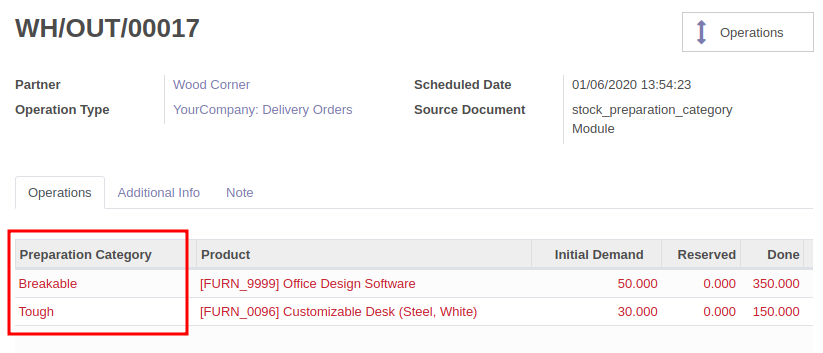 WH/OUT/00017
Operations
Partner Wood Corner Scheduled Date 01/06/2020 13:54:23
Operation Type YourCompany: Delivery Orders Source Document stock_preparation_category
Module
Operations Additional Info Note
Preparation Category Product Initial Demand Reserved Done
Breakable [FURN_9999] Office Design Software 50.000 0.000 350.000
Tough [FURN_0096] Customizable Desk (Steel, White) 30.000 0.000 150.000